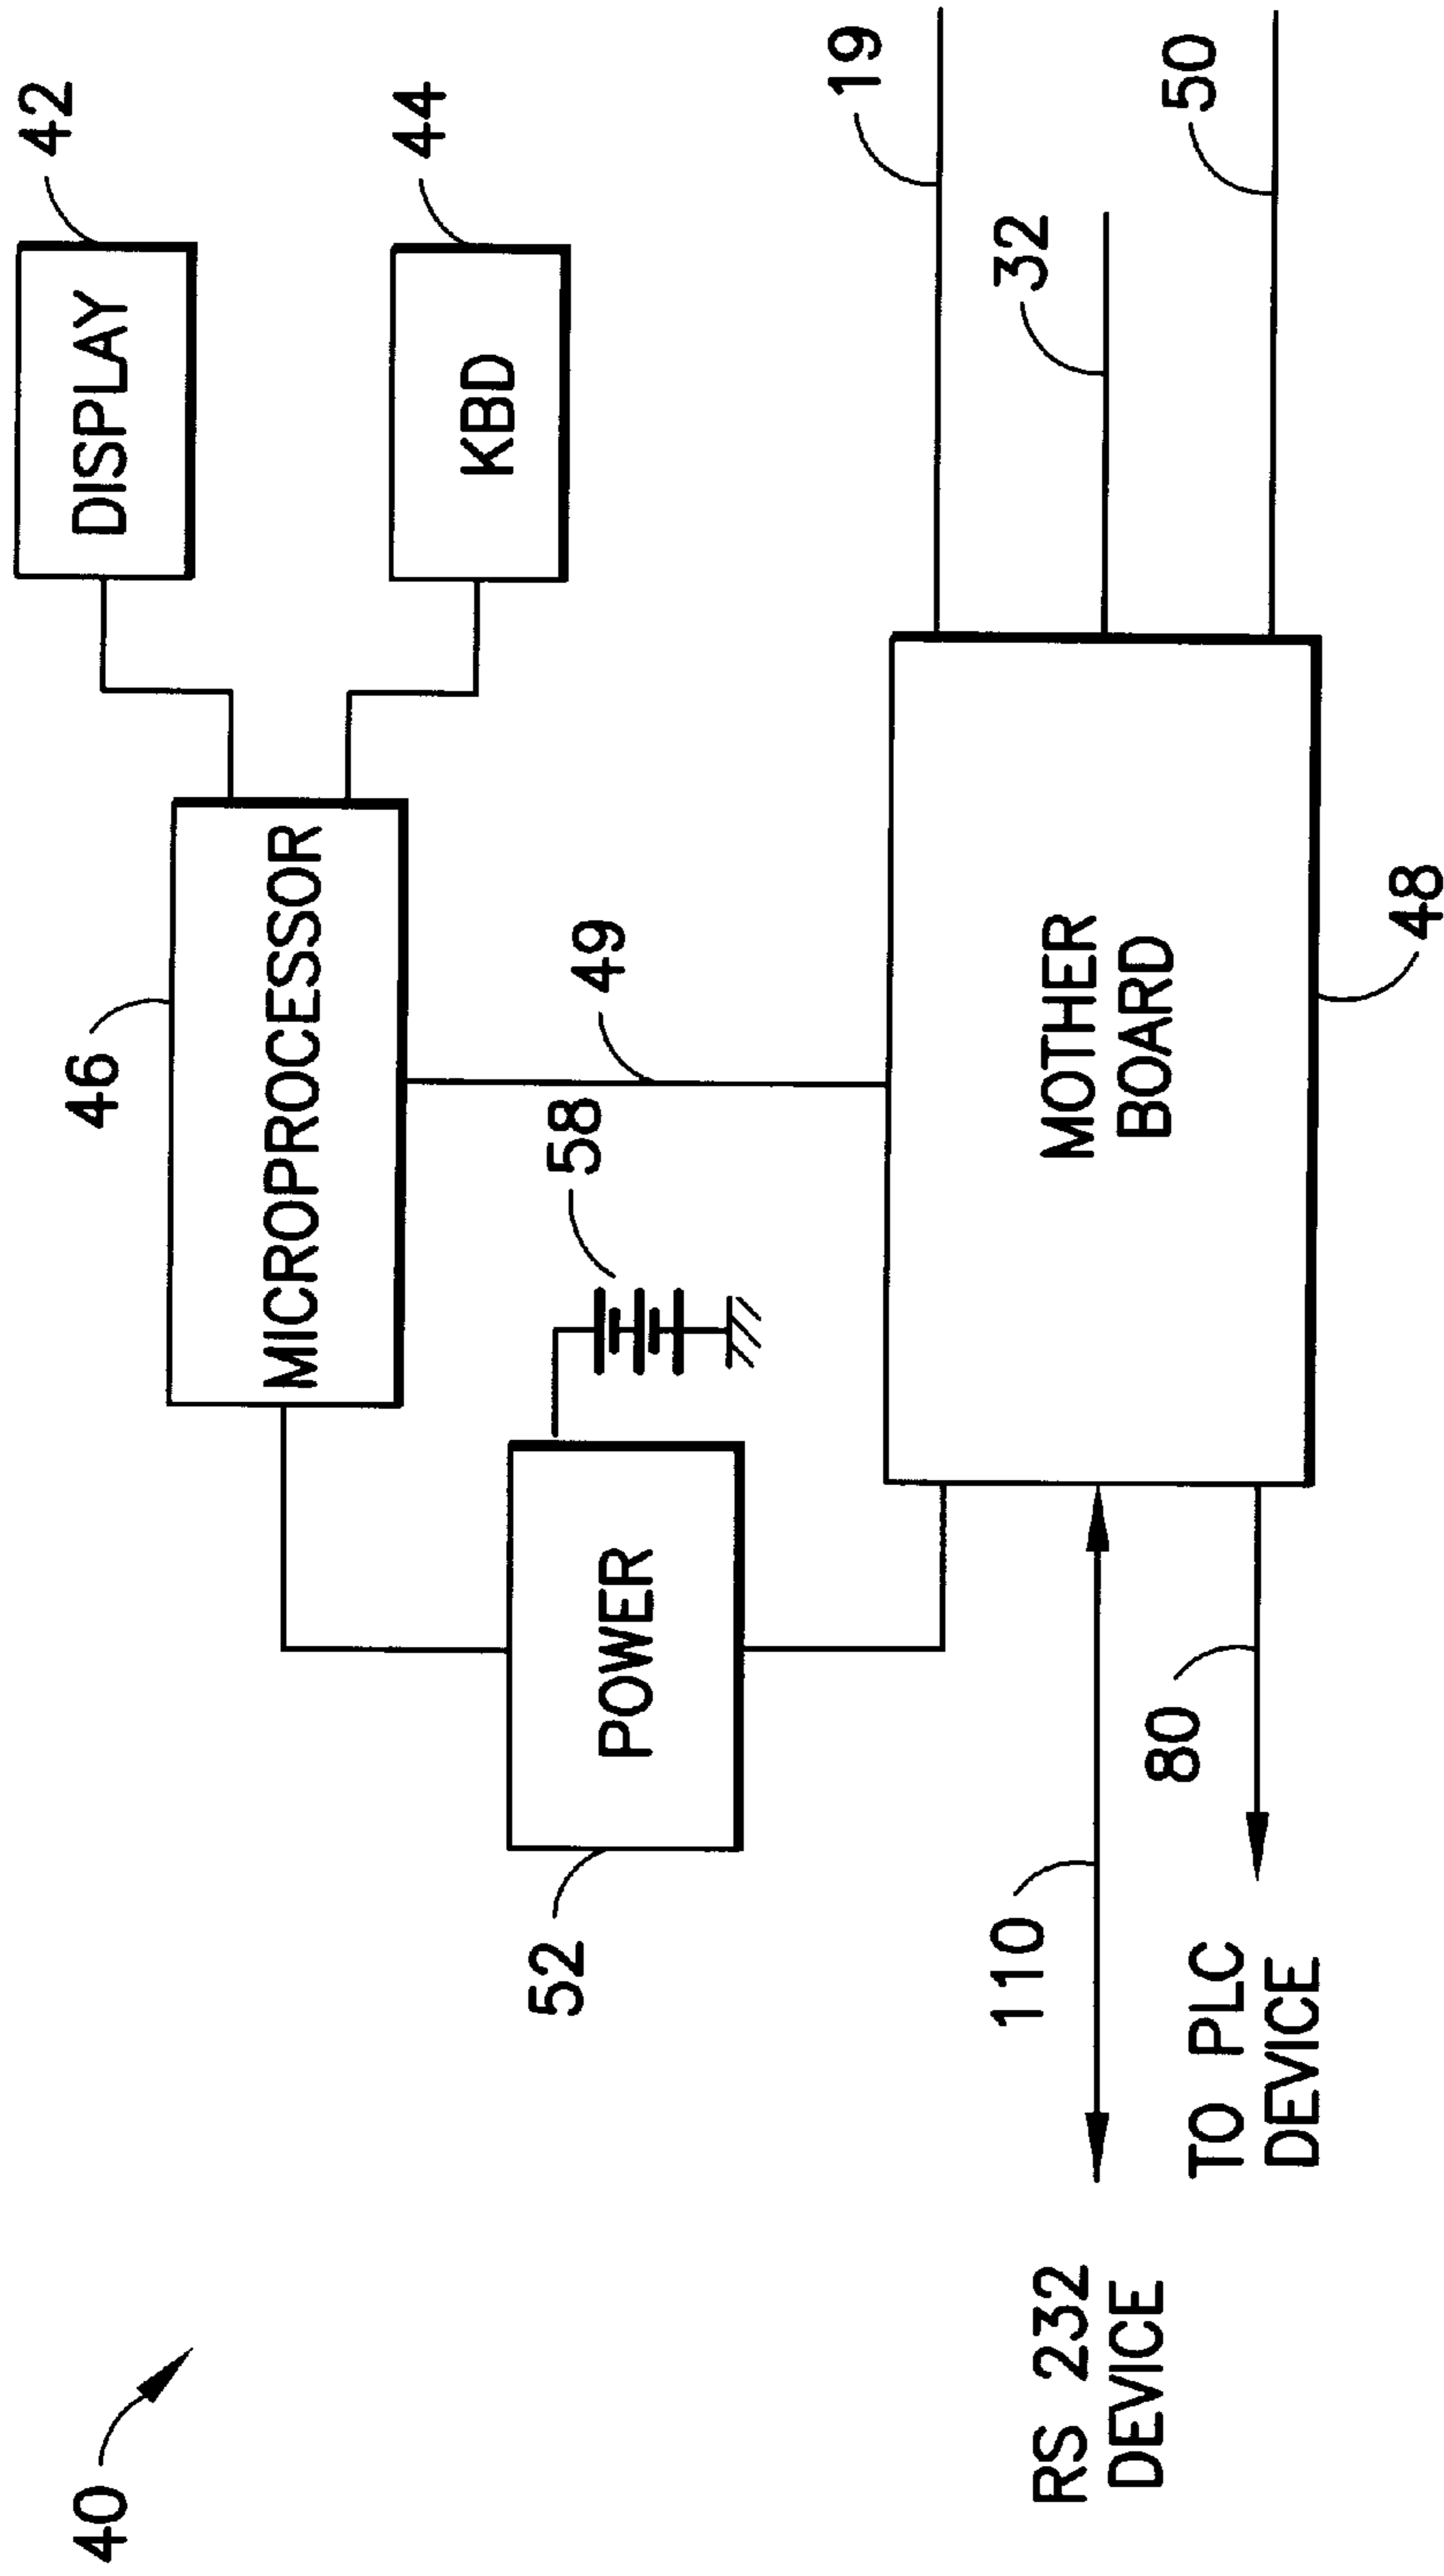 40
42
DISPLAY
46
MICROPROCESSOR
44
KBD
49
58
52
POWER
19
32
50
MOTHER
BOARD
48
110
80
RS 232
DEVICE
TO PLC
DEVICE